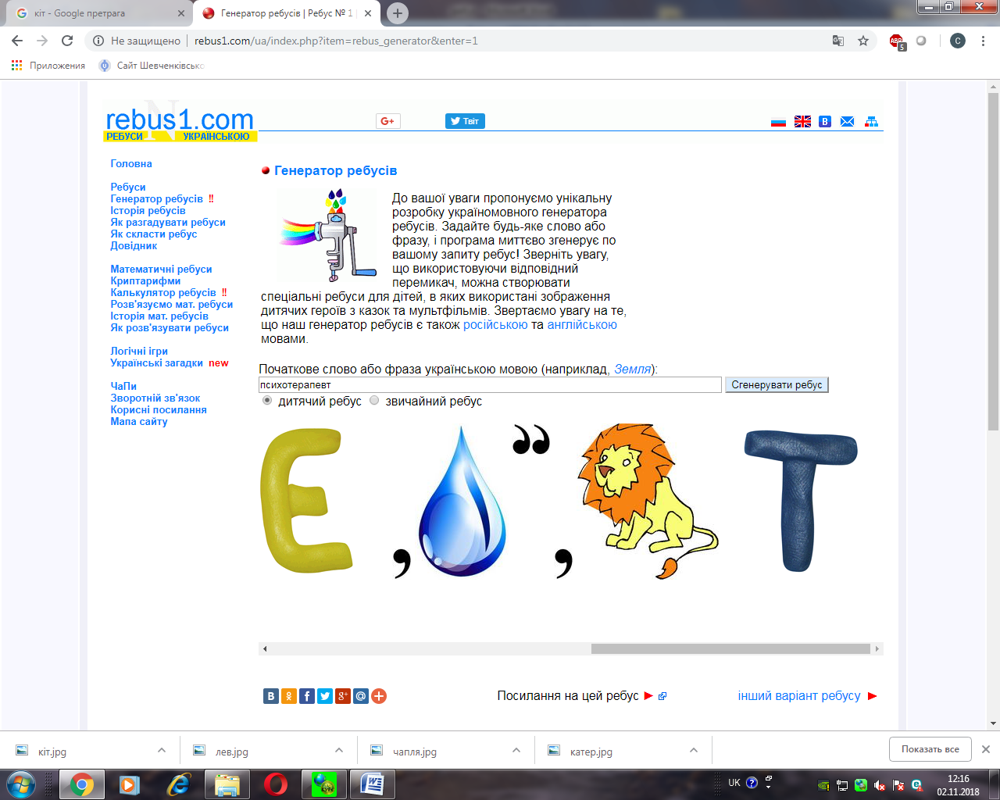 кіт - Google претрага
Генератор ребусів | Ребус № 1
Не защищено
rebus1.com/ua/index.php?item=rebus_generator&enter=1
ABP
5
C
Приложения
Сайт Шевченківсько
rebus1.com
РЕБУСИ УКРАЇНСЬКОЮ
N
G+
Твіт
B
Головна
Ребуси
Генератор ребусів !!
Історія ребусів
Як разгадувати ребуси
Як скласти ребус
Довідник
Математичні ребуси
Криптарифми
Калькулятор ребусів !!
Розв'язуємо мат. ребуси
Історія мат. ребусів
Як розв'язувати ребуси
Логічні ігри
Українські загадки new
ЧаПи
Зворотній зв'язок
Корисні посилання
Мапа сайту
Генератор ребусів
До вашої уваги пропонуємо унікальну
розробку україномовного генератора
ребусів. Задайте будь-яке слово або
фразу, і програма миттєво згенерує по
вашому запиту ребус! Зверніть увагу,
що використовуючи відповідний
перемикач, можна створювати
спеціальні ребуси для дітей, в яких використані зображення
дитячих героїв з казок та мультфільмів. Звертаємо увагу на те,
що наш генератор ребусів є також російською та англійською
мовами.
Початкове слово або фраза українською мовою (наприклад, Земля):
психотерапевт
Сгенерувати ребус
дитячий ребус звичайний ребус
Е , “ , Т
Посилання на цей ребус
інший варіант ребусу
кіт.jpg
лев.jpg
чапля.jpg
катер.jpg
Показать все
UK
12:16
02.11.2018